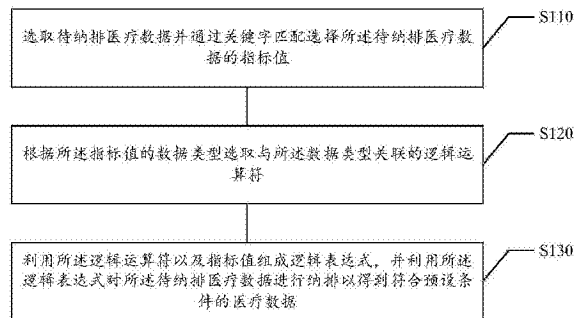 S110
选取待纳排医疗数据并通过关键字匹配选择所述待纳排医疗数
据的指标值
S120
根据所述指标值的数据类型选取与所述数据类型关联的逻辑运
算符
S130
利用所述逻辑运算符以及指标值组成逻辑表达式，并利用所述
逻辑表达式对所述待纳排医疗数据进行纳排以得到符合预设条
件的医疗数据